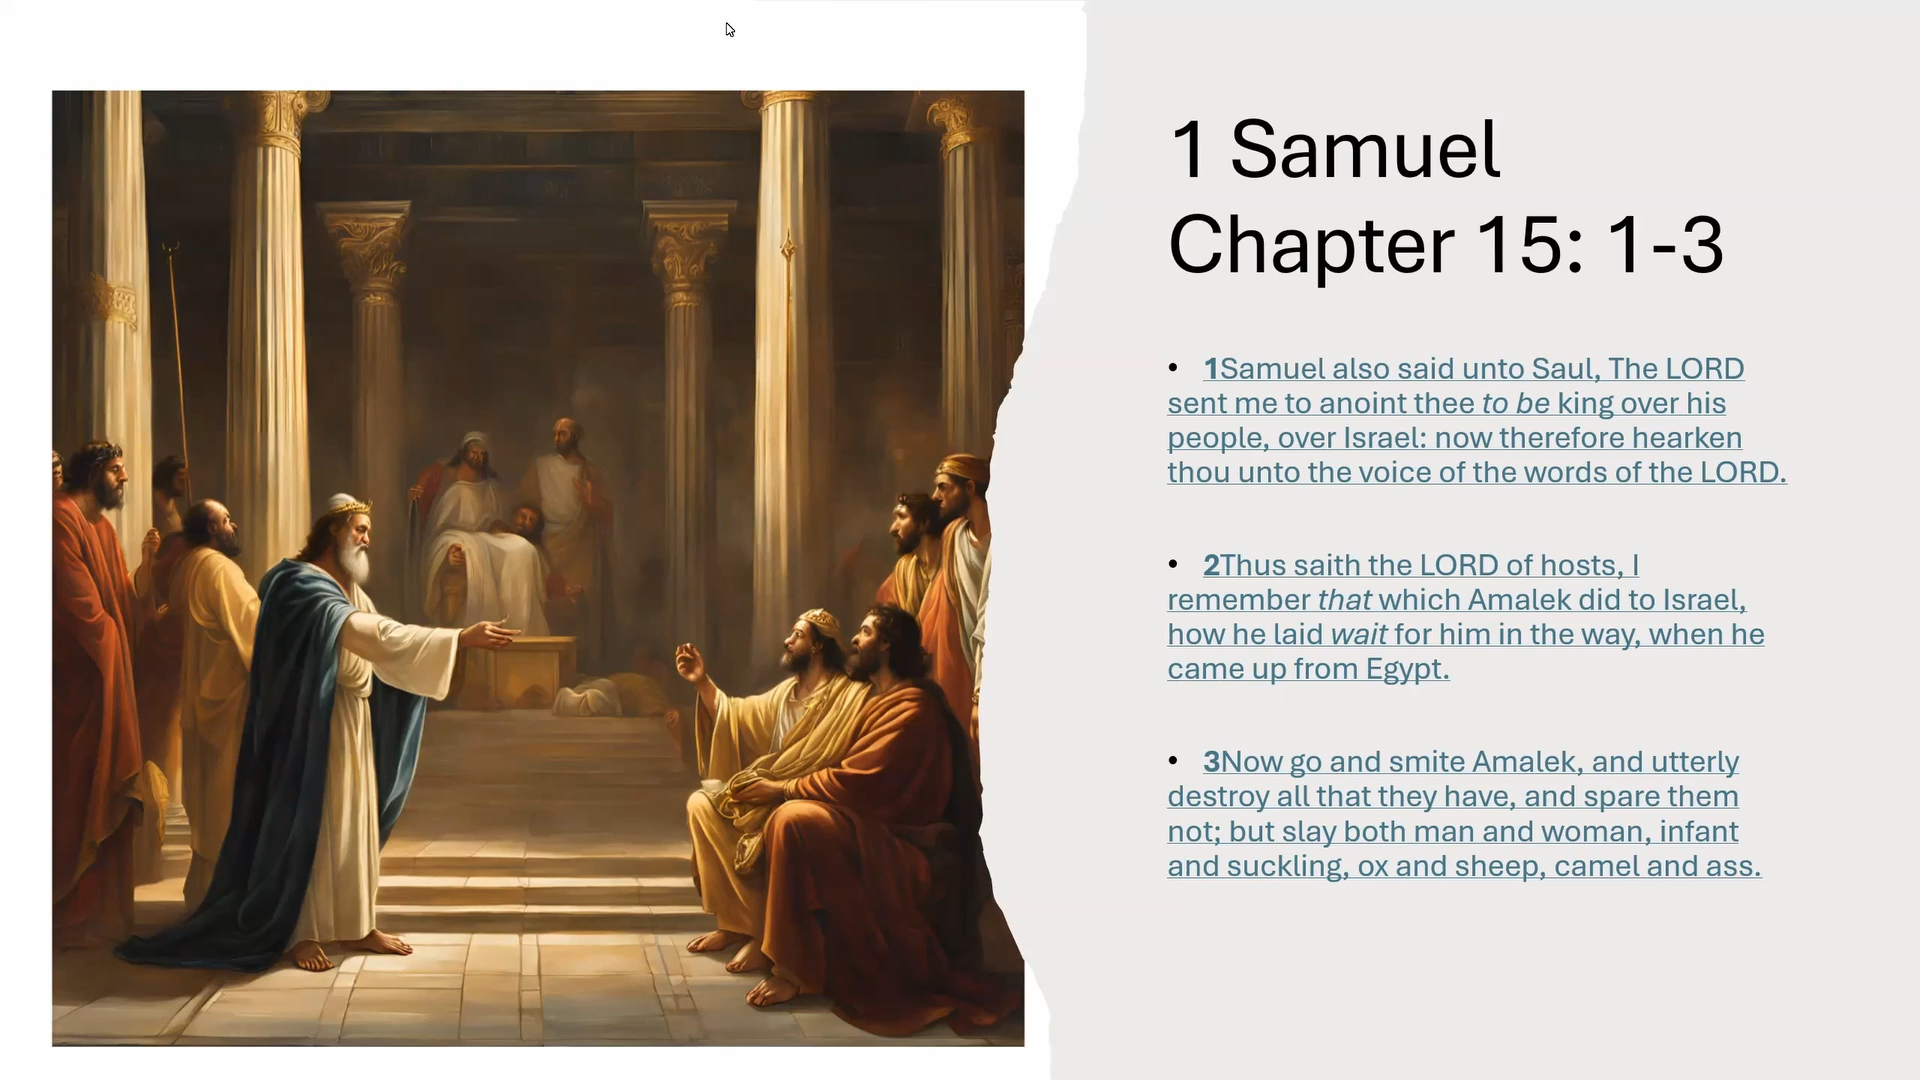 1 Samuel
Chapter 15: 1-3
• 1Samuel also said unto Saul, The LORD
sent me to anoint thee to be king over his
people, over Israel: now therefore hearken
thou unto the voice of the words of the LORD.
• 2Thus saith the LORD of hosts, I
remember that which Amalek did to Israel,
how he laid wait for him in the way, when he
came up from Egypt.
• 3Now go and smite Amalek, and utterly
destroy all that they have, and spare them
not; but slay both man and woman, infant
and suckling, ox and sheep, camel and ass.